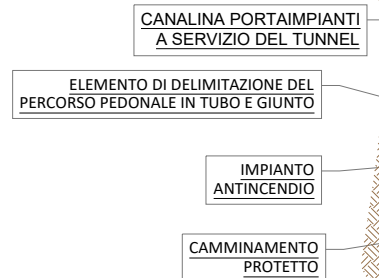 CANALINA PORTAIMPIANTI
A SERVIZIO DEL TUNNEL
ELEMENTO DI DELIMITAZIONE DEL
PERCORSO PEDONALE IN TUBO E GIUNTO
IMPIANTO
ANTINCENDIO
CAMMINAMENTO
PROTETTO